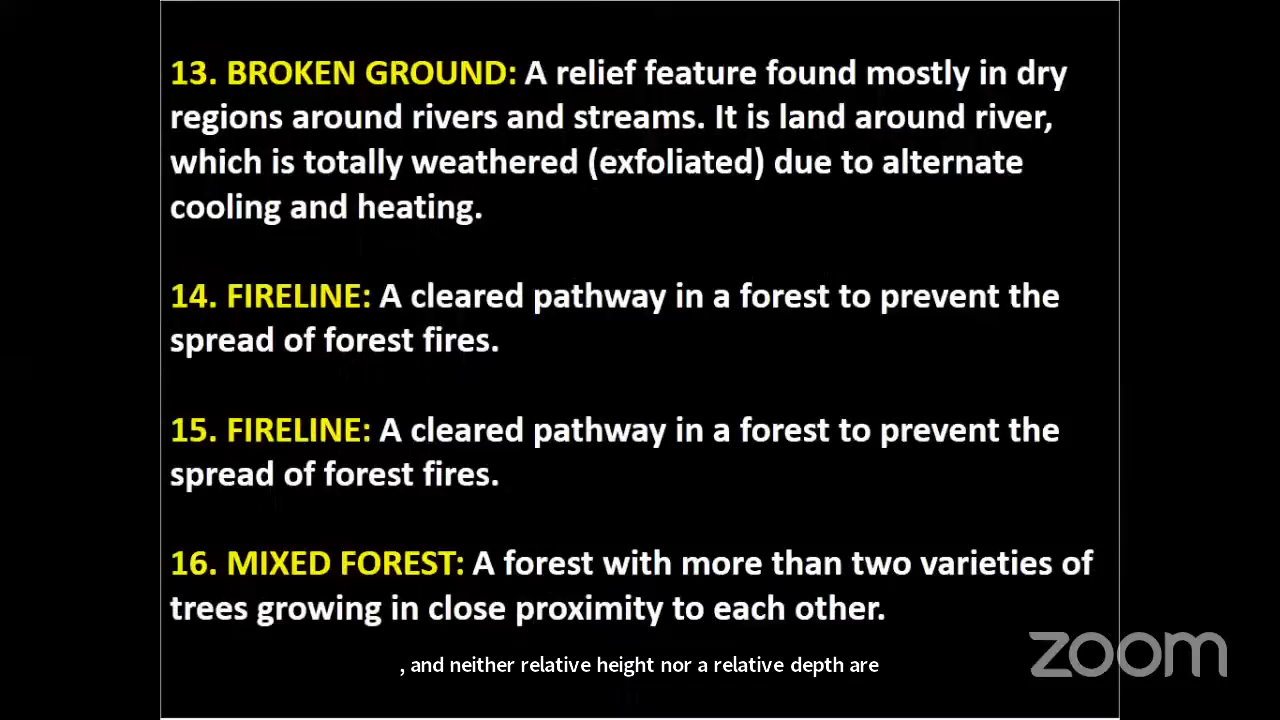 13. BROKEN GROUND: A relief feature found mostly in dry
regions around rivers and streams. It is land around river,
which is totally weathered (exfoliated) due to alternate
cooling and heating.
14. FIRELINE: A cleared pathway in a forest to prevent the
spread of forest fires.
15. FIRELINE: A cleared pathway in a forest to prevent the
spread of forest fires.
16. MIXED FOREST: A forest with more than two varieties of
trees growing in close proximity to each other.
zoom
, and neither relative height nor a relative depth are